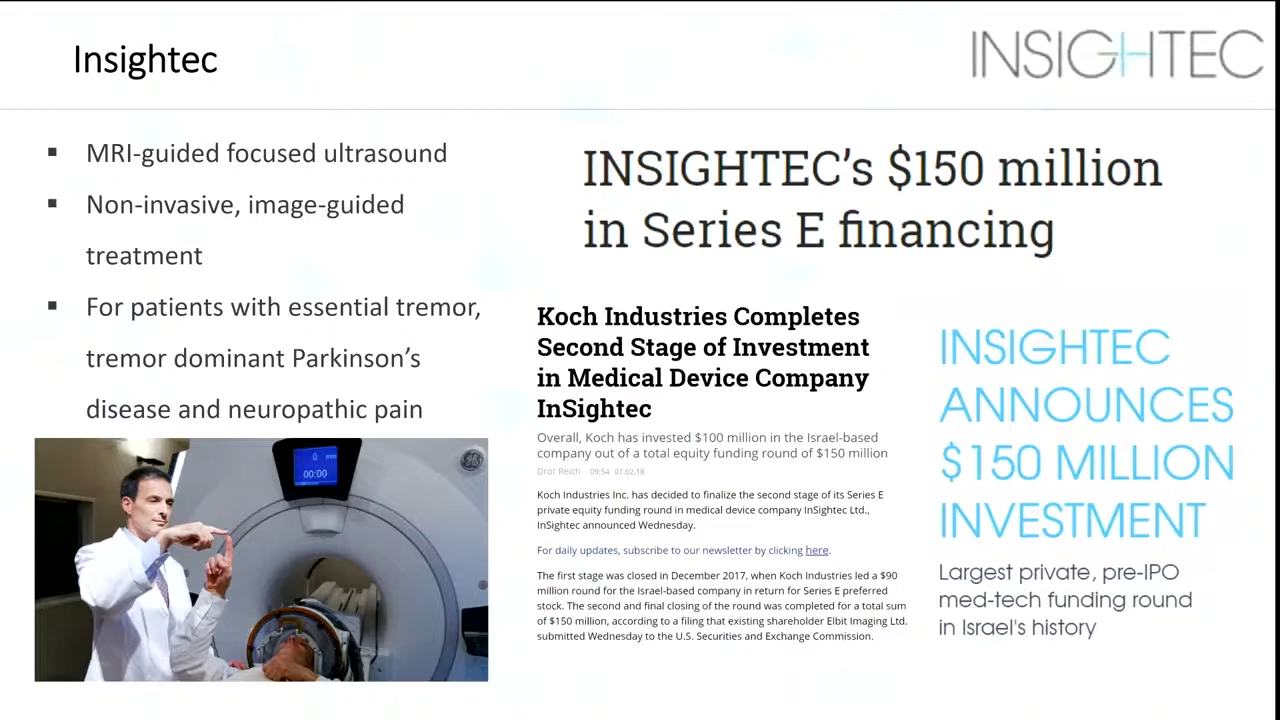 Insightec
INSIGHTEC
▪ MRI-guided focused ultrasound
▪ Non-invasive, image-guided
treatment
▪ For patients with essential tremor,
tremor dominant Parkinson’s
disease and neuropathic pain
0 mm
00:00
GE
INSIGHTEC’s $150 million
in Series E financing
Koch Industries Completes
Second Stage of Investment
in Medical Device Company
InSightec
Overall, Koch has invested $100 million in the Israel-based
company out of a total equity funding round of $150 million
Dror Reich 09:54 01.02.18
Koch Industries Inc. has decided to finalize the second stage of its Series E
private equity funding round in medical device company InSightec Ltd.,
InSightec announced Wednesday.
For daily updates, subscribe to our newsletter by clicking here.
The first stage was closed in December 2017, when Koch Industries led a $90
million round for the Israel-based company in return for Series E preferred
stock. The second and final closing of the round was completed for a total sum
of $150 million, according to a filing that existing shareholder Elbit Imaging Ltd.
submitted Wednesday to the U.S. Securities and Exchange Commission.
INSIGHTEC
ANNOUNCES
$150 MILLION
INVESTMENT
Largest private, pre-IPO
med-tech funding round
in Israel's history